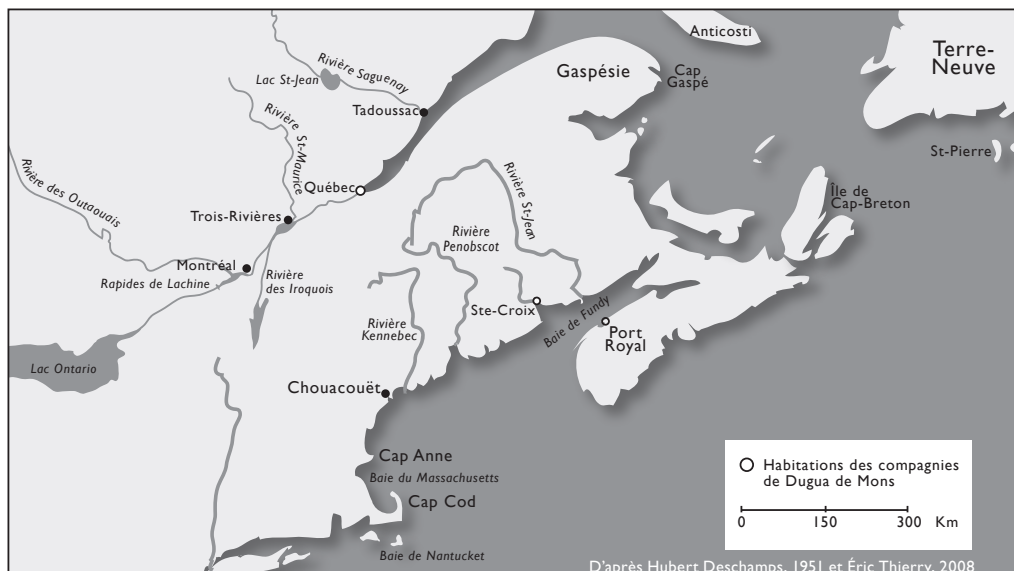 Anticosti
Terre-
Neuve
Gaspésie
Cap
Gaspé
Lac St-Jean
Rivière Saguenay
Tadoussac
Rivière St-Maurice
St-Pierre
Rivière des Outaouais
Québec
Rivière St-Jean
Île de
Cap-Breton
Trois-Rivières
Rivière
Penobscot
Montréal
Rapides de Lachine
Rivière
des Iroquois
Ste-Croix
Baie de Fundy
Rivière
Kennebec
Port
Royal
Lac Ontario
Chouacouët
Cap Anne
Baie du Massachusetts
Cap Cod
Baie de Nantucket
Habitations des compagnies
de Dugua de Mons
0 150 300 Km
D'après Hubert Deschamps, 1951 et Éric Thierry, 2008